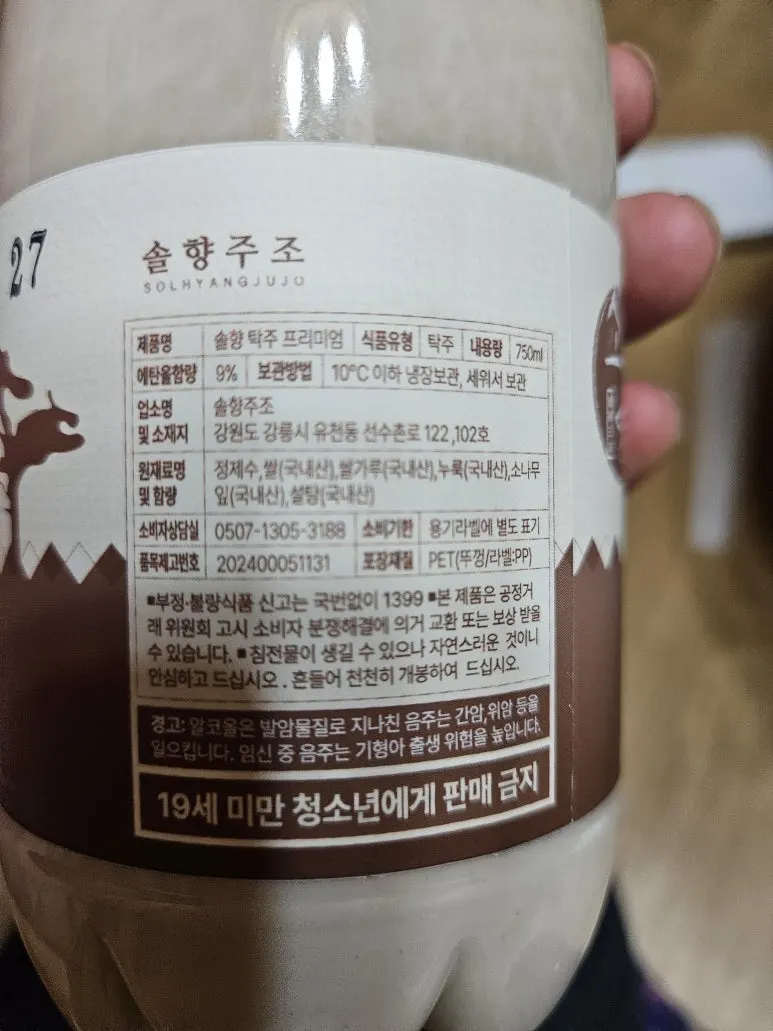 27
솔향주조
SOLHYANGJUJO
제품명 솔향 탁주 프리미엄 식품유형 탁주 내용량 750ml
에탄올함량 9% 보관방법 10℃ 이하 냉장보관, 세워서 보관
업소명 솔향주조
및 소재지 강원도 강릉시 유천동 선수촌로 122 ,102호
원재료명 정제수,쌀(국내산),쌀가루(국내산),누룩(국내산),소나무
및 함량 잎(국내산),설탕(국내산)
소비자상담실 0507-1305-3188 소비기한 용기라벨에 별도 표기
품목제고번호 202400051131 포장재질 PET(뚜껑/라벨:PP)
▪부정·불량식품 신고는 국번없이 1399 ▪본 제품은 공정거
래 위원회 고시 소비자 분쟁해결에 의거 교환 또는 보상 받을
수 있습니다. ▪ 침전물이 생길 수 있으나 자연스러운 것이니
안심하고 드십시오 . 흔들어 천천히 개봉하여 드십시오.
경고: 알코올은 발암물질로 지나친 음주는 간암,위암 등을
일으킵니다. 임신 중 음주는 기형아 출생 위험을 높입니다.
19세 미만 청소년에게 판매 금지